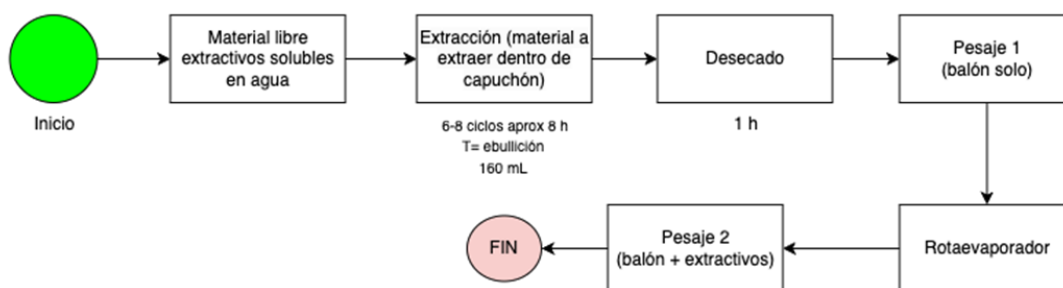 Inicio
Material libre
extractivos solubles
en agua
Extracción (material a
extraer dentro de
capuchón)
6-8 ciclos aprox 8 h
T= ebullición
160 mL
Desecado
1 h
Pesaje 1
(balón solo)
Rotaevaporador
Pesaje 2
(balón + extractivos)
FIN